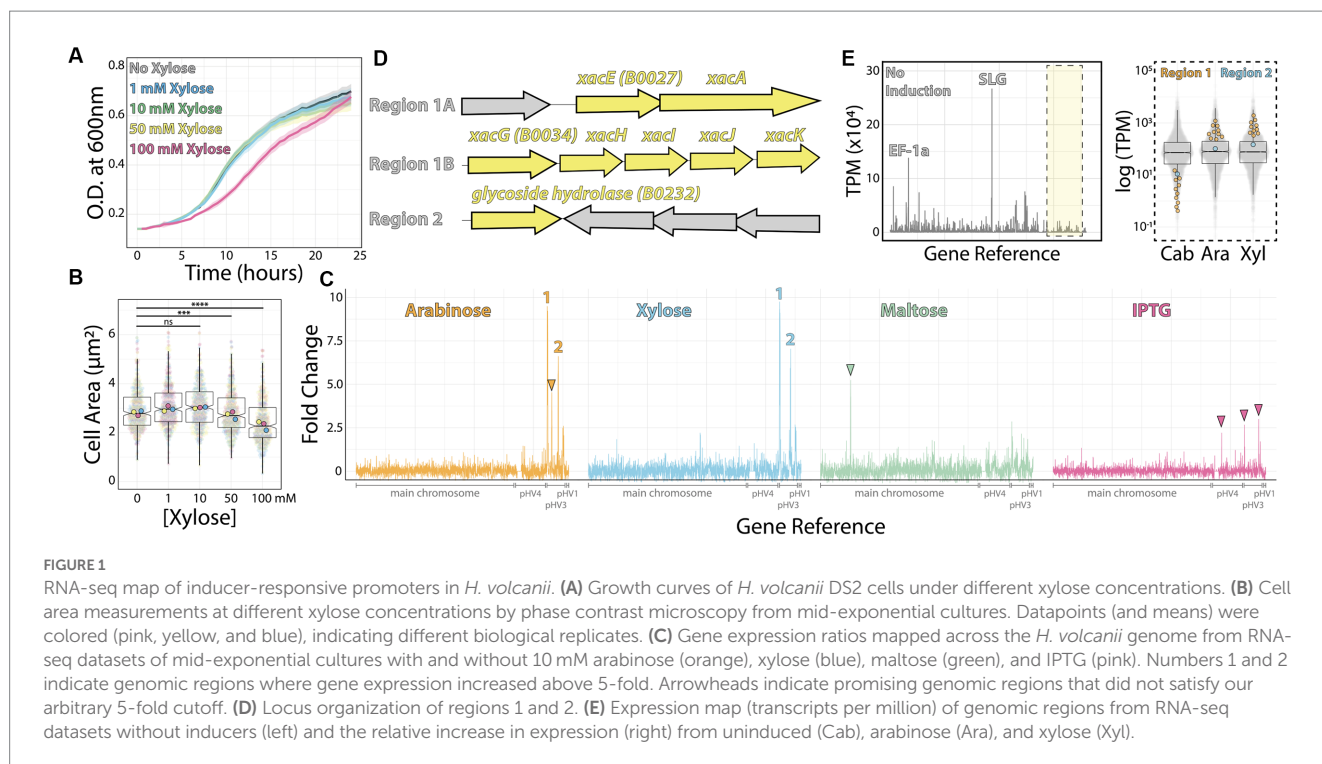 A
O.D. at 600nm
0.8
0.6
0.4
0.2
No Xylose
1 mM Xylose
10 mM Xylose
50 mM Xylose
100 mM Xylose
0 5 10 15 20 25
Time (hours)
D
xacE (B0027) xacA
Region 1A
xacG (B0034) xacH xacI xacJ xacK
Region 1B
glycoside hydrolase (B0232)
Region 2
E
TPM (x10⁴)
30
20
10
0
No Induction
SLG
EF-1a
Gene Reference
log (TPM)
10⁵
10³
10¹
10⁻¹
Region 1 Region 2
Cab Ara Xyl
B
Cell Area (µm²)
6
4
2
0
****
***
ns
0 1 10 50 100 mM
[Xylose]
C
Fold Change
10
7.5
5.0
2.5
0
Arabinose 1 2
Xylose 1 2
Maltose
IPTG
main chromosome pHV4 pHV3 pHV1
main chromosome pHV4 pHV3 pHV1
main chromosome pHV4 pHV3 pHV1
main chromosome pHV4 pHV3 pHV1
Gene Reference
FIGURE 1
RNA-seq map of inducer-responsive promoters in H. volcanii. (A) Growth curves of H. volcanii DS2 cells under different xylose concentrations. (B) Cell
area measurements at different xylose concentrations by phase contrast microscopy from mid-exponential cultures. Datapoints (and means) were
colored (pink, yellow, and blue), indicating different biological replicates. (C) Gene expression ratios mapped across the H. volcanii genome from RNA-
seq datasets of mid-exponential cultures with and without 10 mM arabinose (orange), xylose (blue), maltose (green), and IPTG (pink). Numbers 1 and 2
indicate genomic regions where gene expression increased above 5-fold. Arrowheads indicate promising genomic regions that did not satisfy our
arbitrary 5-fold cutoff. (D) Locus organization of regions 1 and 2. (E) Expression map (transcripts per million) of genomic regions from RNA-seq
datasets without inducers (left) and the relative increase in expression (right) from uninduced (Cab), arabinose (Ara), and xylose (Xyl).